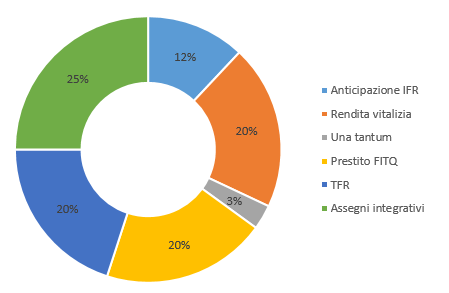 25%
12%
20%
3%
20%
20%
Anticipazione IFR
Rendita vitalizia
Una tantum
Prestito FITQ
TFR
Assegni integrativi